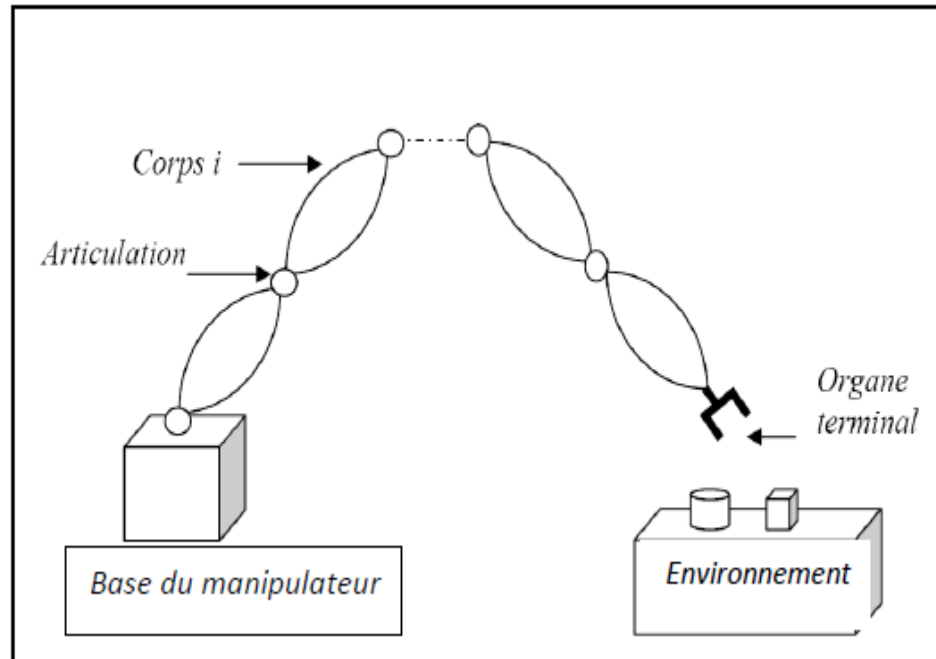 Corps i
Articulation
Organe
terminal
Base du manipulateur
Environnement